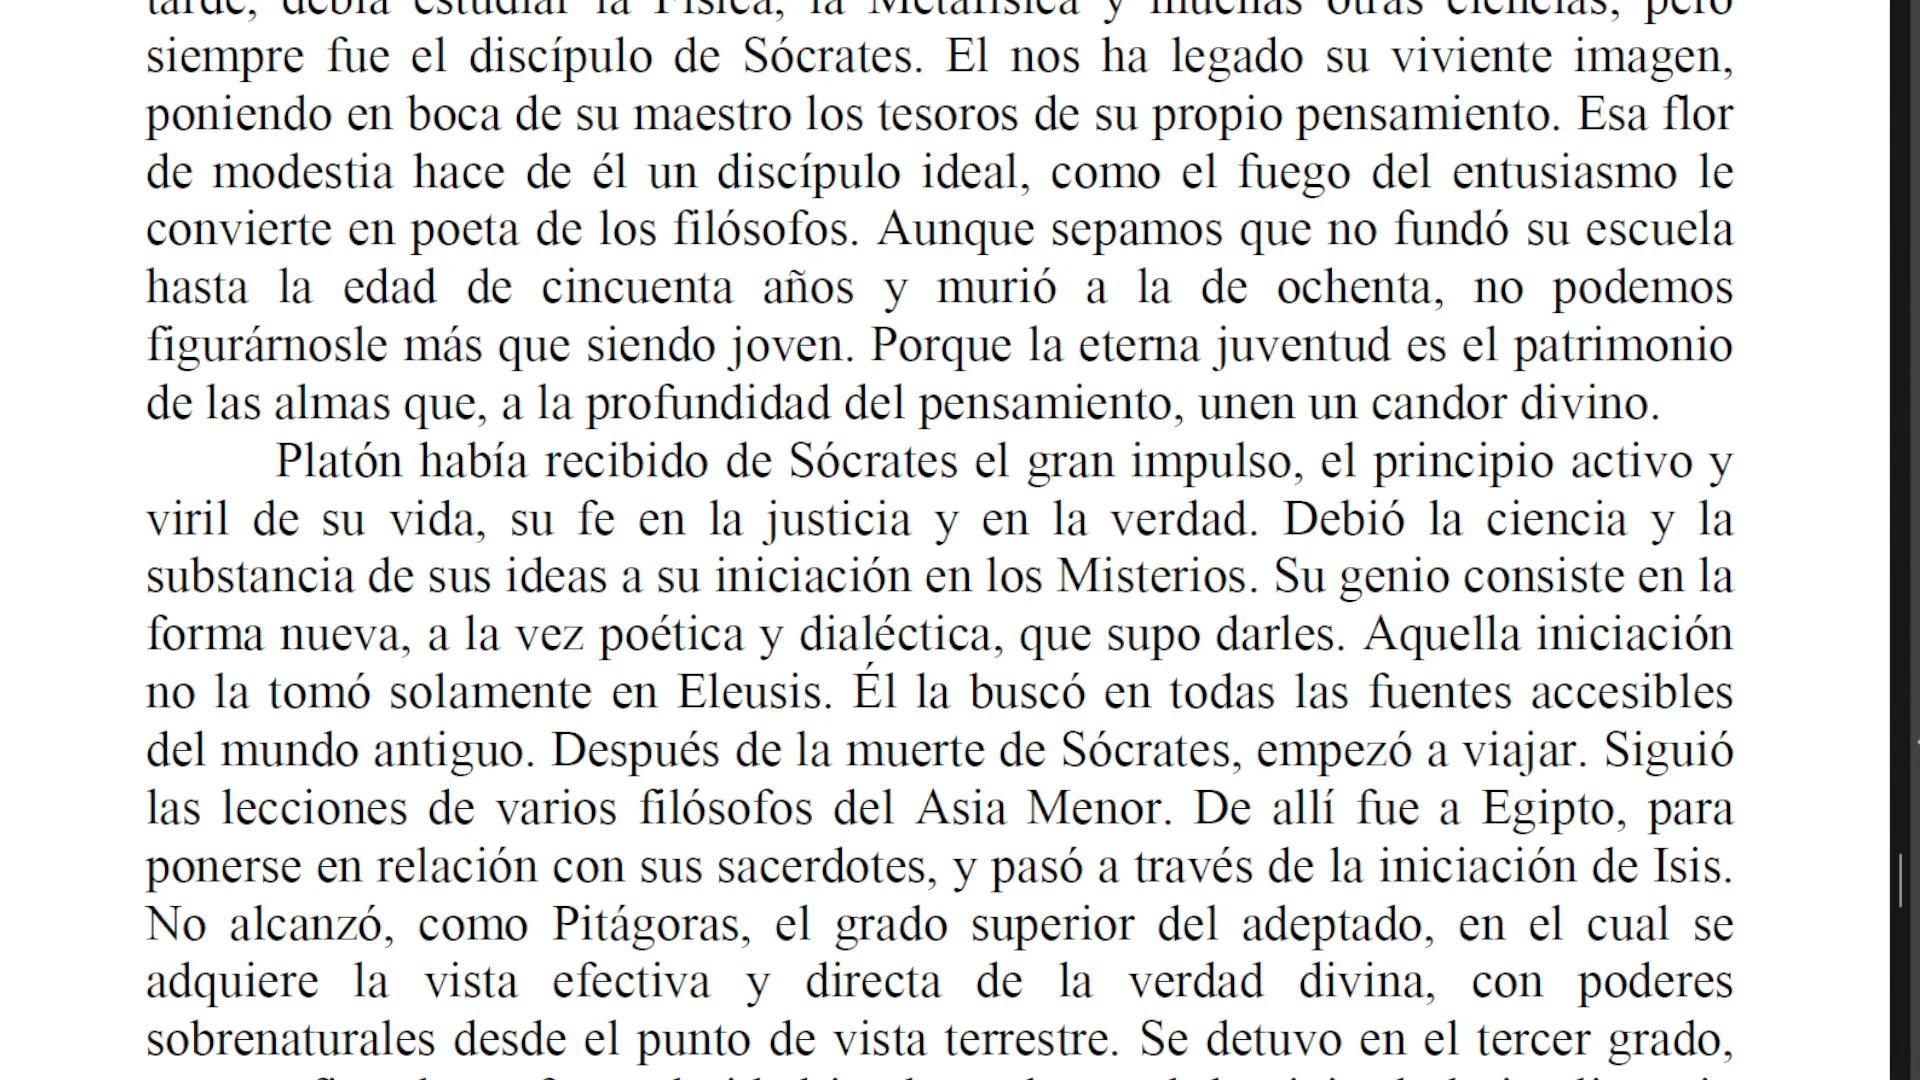 tarde, debía estudiar la Física, la Metafísica y muchas otras ciencias, pero
siempre fue el discípulo de Sócrates. El nos ha legado su viviente imagen,
poniendo en boca de su maestro los tesoros de su propio pensamiento. Esa flor
de modestia hace de él un discípulo ideal, como el fuego del entusiasmo le
convierte en poeta de los filósofos. Aunque sepamos que no fundó su escuela
hasta la edad de cincuenta años y murió a la de ochenta, no podemos
figurárnosle más que siendo joven. Porque la eterna juventud es el patrimonio
de las almas que, a la profundidad del pensamiento, unen un candor divino.
Platón había recibido de Sócrates el gran impulso, el principio activo y
viril de su vida, su fe en la justicia y en la verdad. Debió la ciencia y la
substancia de sus ideas a su iniciación en los Misterios. Su genio consiste en la
forma nueva, a la vez poética y dialéctica, que supo darles. Aquella iniciación
no la tomó solamente en Eleusis. Él la buscó en todas las fuentes accesibles
del mundo antiguo. Después de la muerte de Sócrates, empezó a viajar. Siguió
las lecciones de varios filósofos del Asia Menor. De allí fue a Egipto, para
ponerse en relación con sus sacerdotes, y pasó a través de la iniciación de Isis.
No alcanzó, como Pitágoras, el grado superior del adeptado, en el cual se
adquiere la vista efectiva y directa de la verdad divina, con poderes
sobrenaturales desde el punto de vista terrestre. Se detuvo en el tercer grado,